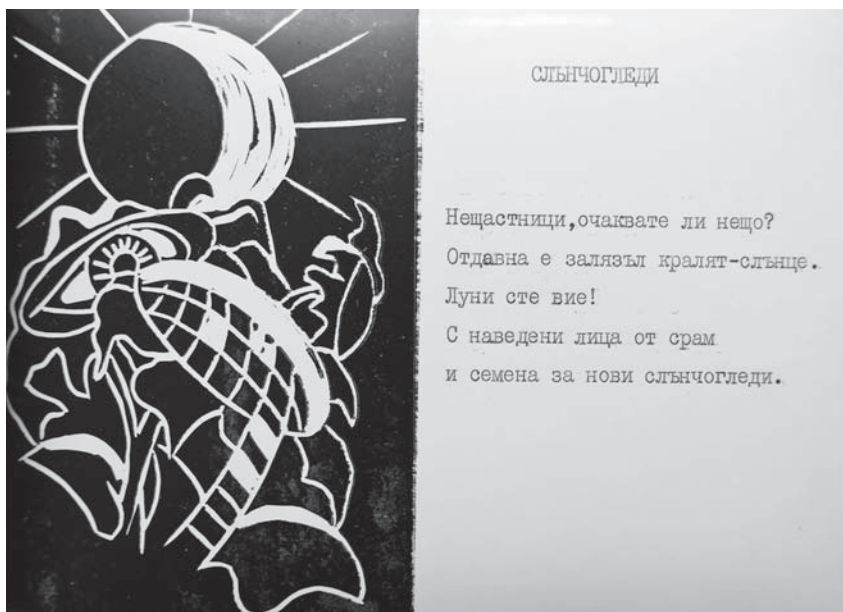 СЛЪНЧОГЛЕДИ
Нещастници,очаквате ли нещо?
Отдавна е залязъл кралят-слънце.
Луни сте вие!
С наведени лица от срам
и семена за нови слънчогледи.